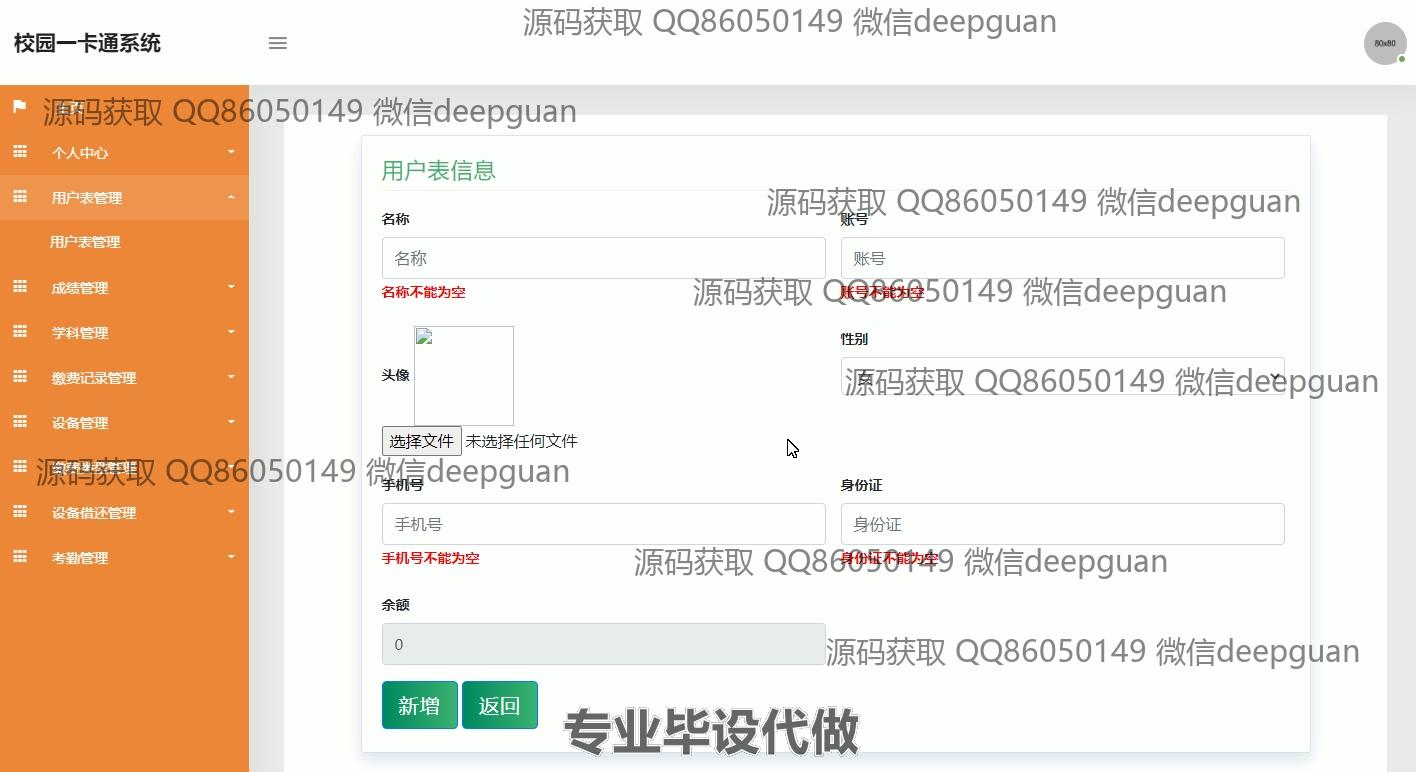 源码获取 QQ86050149 微信deepguan
校园一卡通系统
80x80
主页
源码获取 QQ86050149 微信deepguan
个人中心
用户表管理
用户表管理
成绩管理
学科管理
缴费记录管理
设备管理
源码获取 QQ86050149 微信deepguan
设备借还管理
考勤管理
用户表信息
源码获取 QQ86050149 微信deepguan
名称
账号
名称
账号
名称不能为空
账号不能为空
源码获取 QQ86050149 微信deepguan
头像
性别
源码获取 QQ86050149 微信deepguan
选择文件 未选择任何文件
手机号
身份证
手机号
身份证
手机号不能为空
身份证不能为空
源码获取 QQ86050149 微信deepguan
余额
0
源码获取 QQ86050149 微信deepguan
新增
返回
专业毕设代做